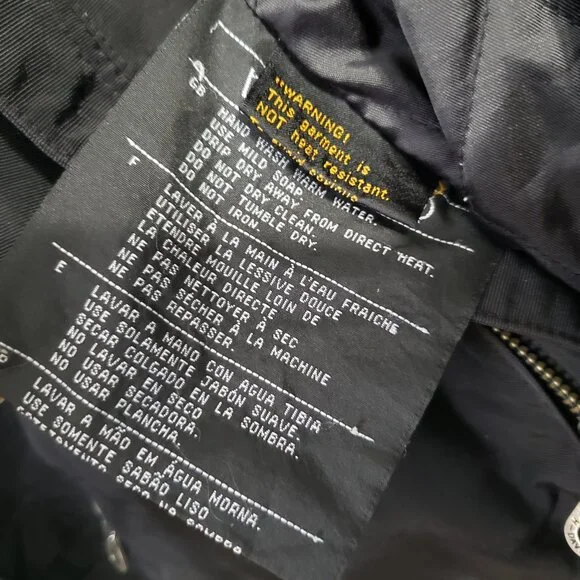 "WARNING!
This garment is
NOT heat resistant.
GB
HAND WASH WARM WATER.
USE MILD SOAP.
DRIP DRY AWAY FROM DIRECT HEAT.
DO NOT DRY CLEAN.
DO NOT TUMBLE DRY.
DO NOT IRON.
F
LAVER À LA MAIN À L'EAU FRAICHE
UTILISER LA LESSIVE DOUCE
ETENDRE MOUILLE LOIN DE
LA CHALEUR DIRECTE
NE PAS NETTOYER À SEC
NE PAS SÉCHER À LA MACHINE
NE PAS REPASSER
E
LAVAR A MANO CON AGUA TIBIA
USE SOLAMENTE JABÓN SUAVE.
SECAR COLGADO EN LA SOMBRA.
NO LAVAR EN SECO
NO USAR SECADORA.
NO USAR PLANCHA.
LAVAR A MÃO EM ÁGUA MORNA.
USE SOMENTE SABÃO LISO